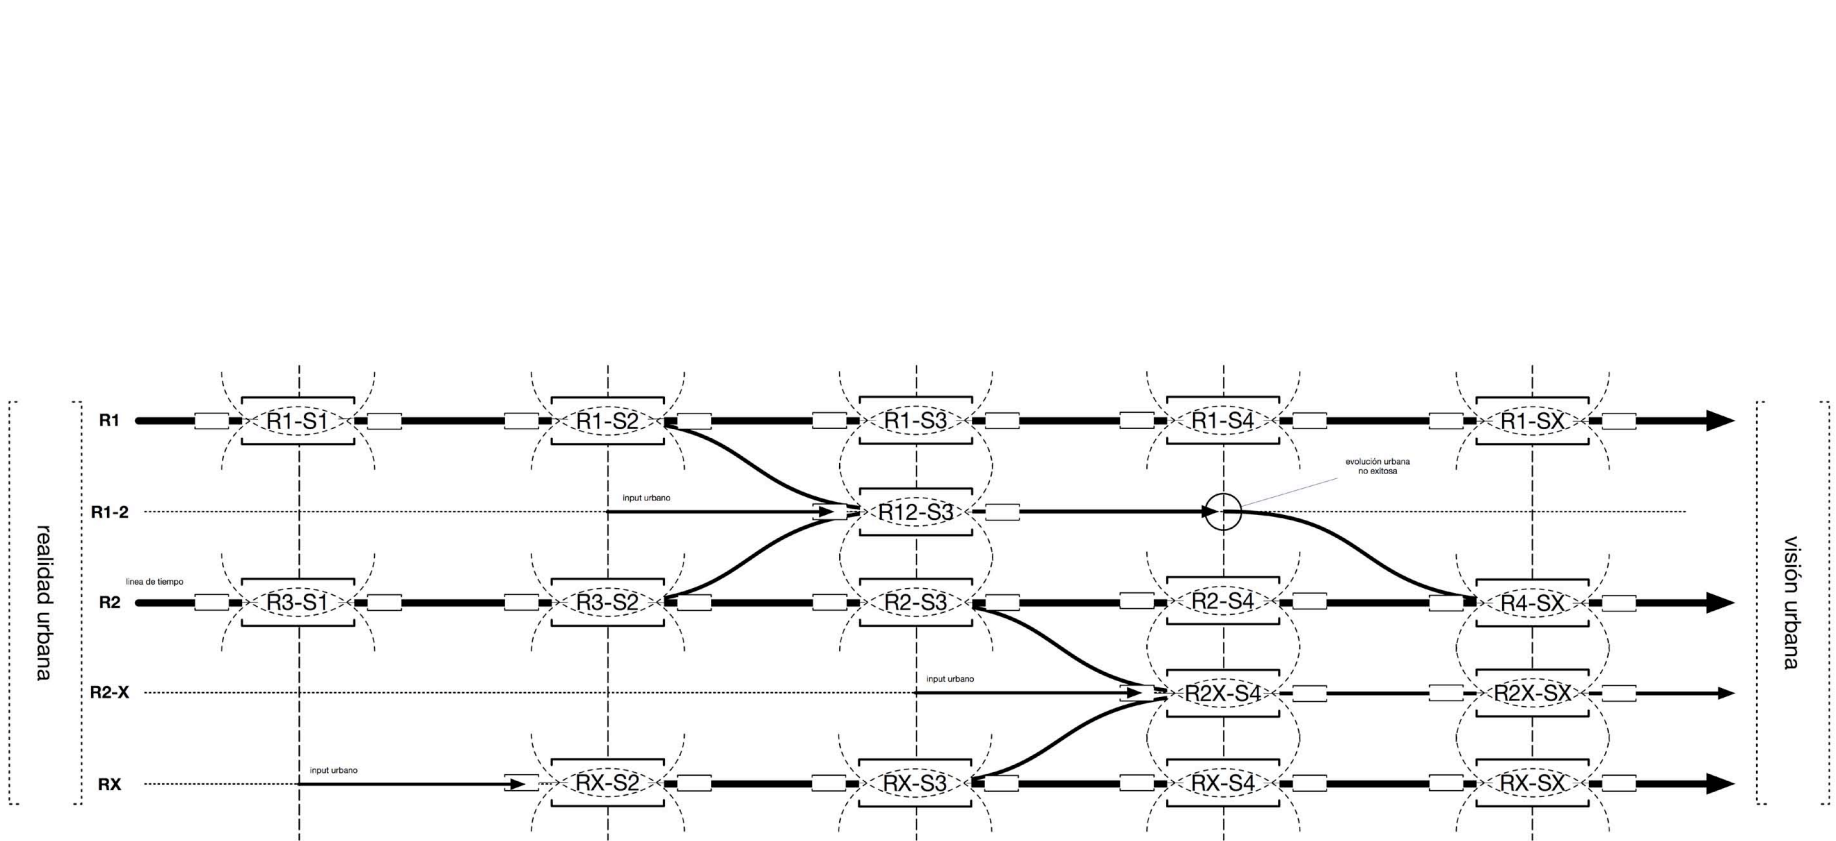 R1
R1-S1
R1-S2
R1-S3
R1-S4
R1-SX
evolución urbana
no exitosa
R1-2
input urbano
R12-S3
realidad urbana
visión urbana
linea de tiempo
R2
R3-S1
R3-S2
R2-S3
R2-S4
R4-SX
R2-X
input urbano
R2X-S4
R2X-SX
RX
input urbano
RX-S2
RX-S3
RX-S4
RX-SX